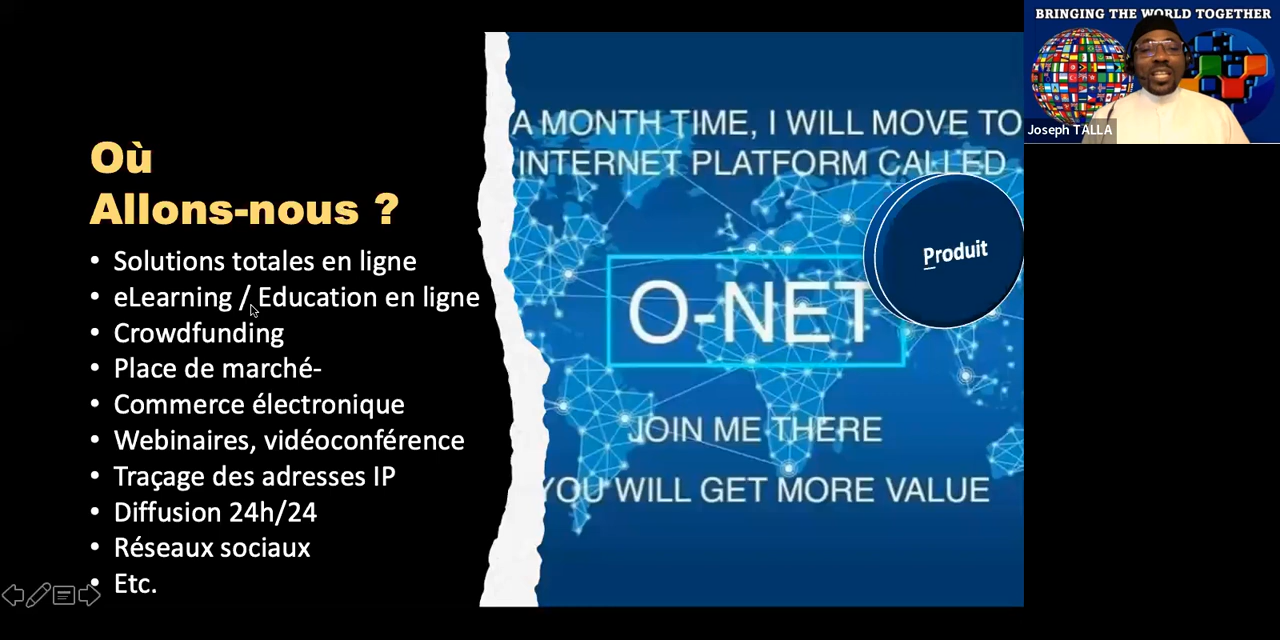 Où
Allons-nous ?
• Solutions totales en ligne
• eLearning / Education en ligne
• Crowdfunding
• Place de marché-
• Commerce électronique
• Webinaires, vidéoconférence
• Traçage des adresses IP
• Diffusion 24h/24
• Réseaux sociaux
• Etc.
A MONTH TIME, I WILL MOVE TO
INTERNET PLATFORM CALLED
Produit
O-NET
JOIN ME THERE
YOU WILL GET MORE VALUE
BRINGING THE WORLD TOGETHER
Joseph TALLA